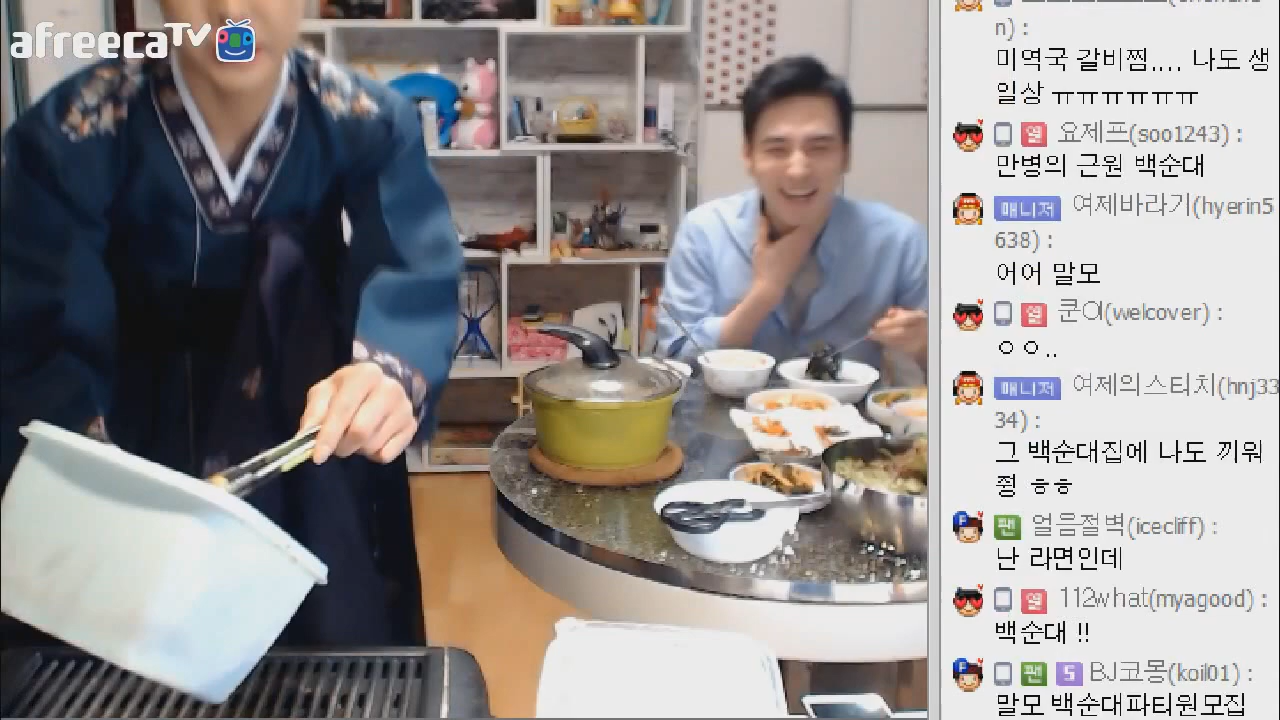 afreecaTV
n) :
미역국 갈비찜.... 나도 생
일상 ㅠㅠㅠㅠㅠㅠ
열 요제프(soo1243) :
만병의 근원 백순대
매니저 여제바라기(hyerin5
638) :
어어 말모
열 쿤이(welcover) :
ㅇㅇ..
매니저 여제의스티치(hnj33
34) :
그 백순대집에 나도 끼워
줭 ㅎㅎ
팬 얼음절벽(icecliff) :
난 라면인데
열 112what(myagood) :
백순대 !!
팬 S BJ코몽(koil01) :
말모 백순대파티원모집